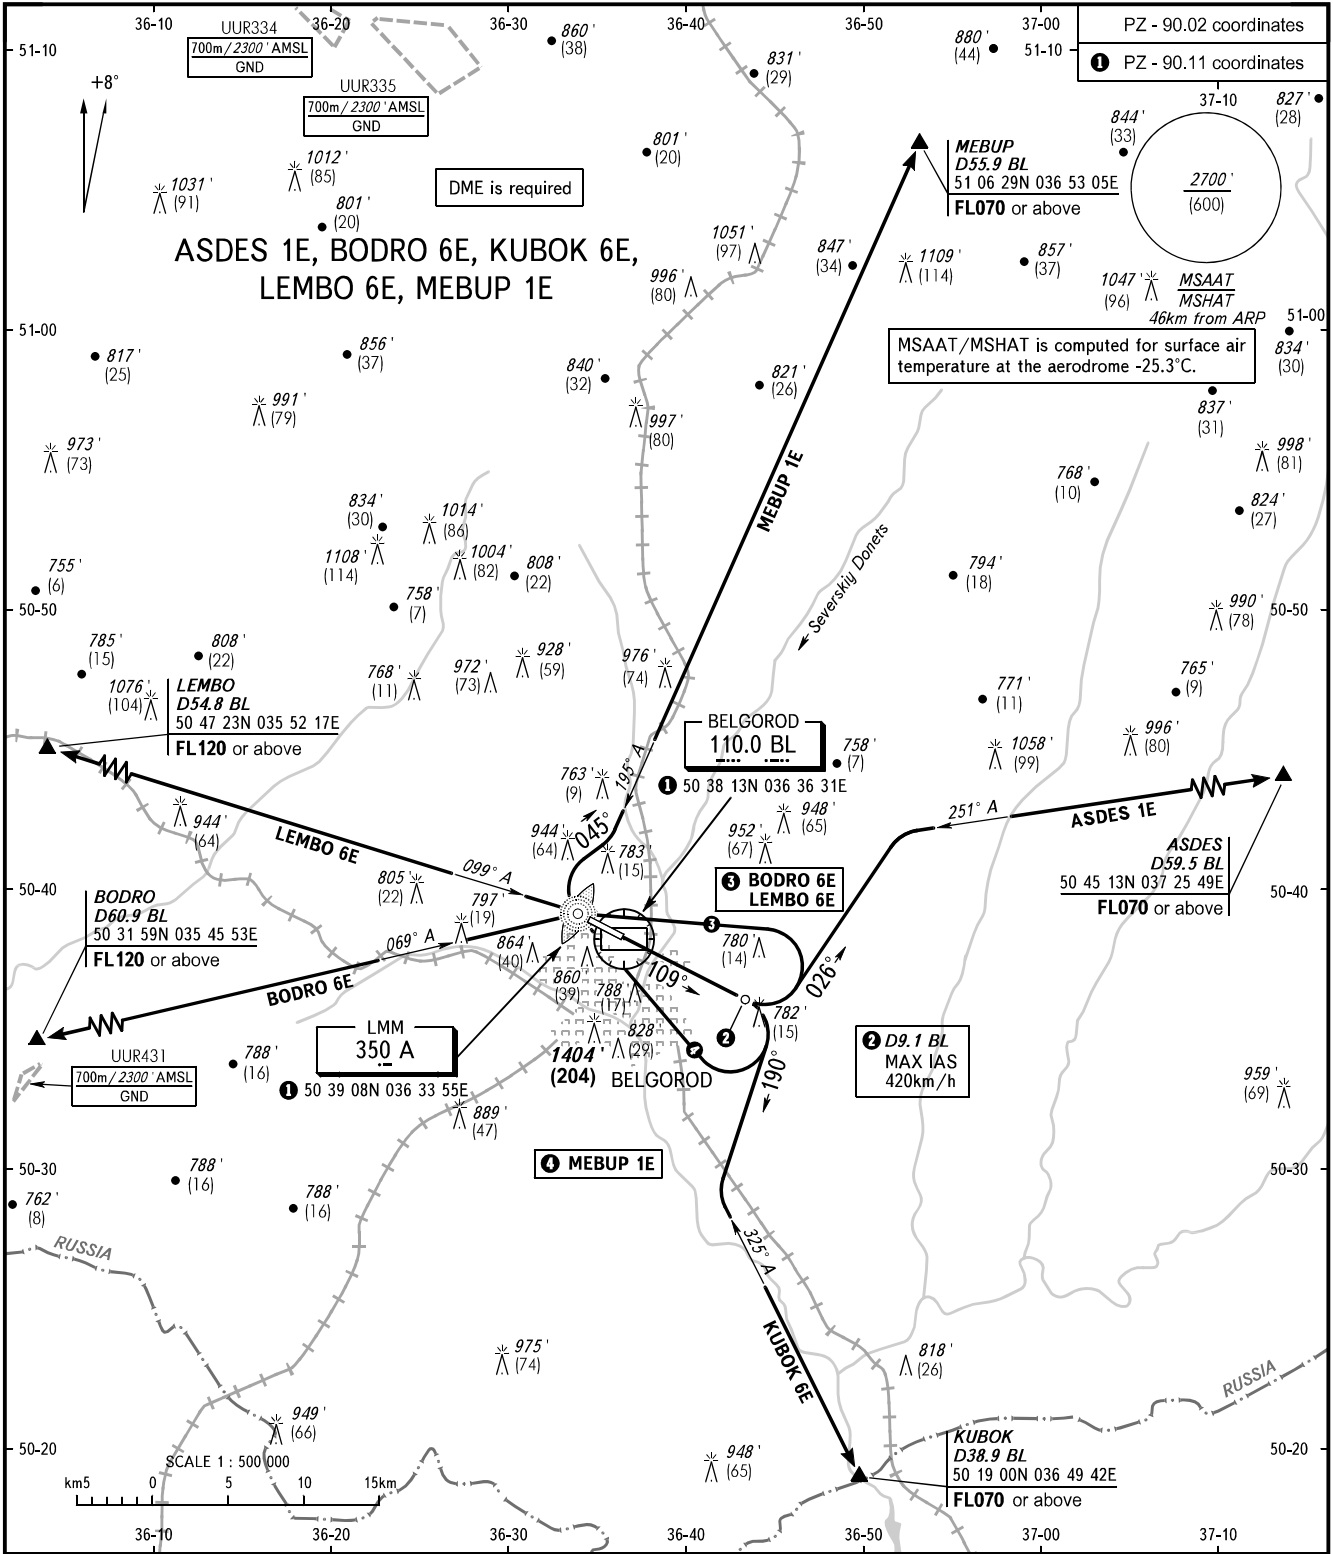 36-10
36-20
36-30
36-40
36-50
37-00
PZ - 90.02 coordinates
1 PZ - 90.11 coordinates
51-10
51-10
37-10
UUR334
700m/2300' AMSL
GND
UUR335
700m/2300' AMSL
GND
+8°
860'
(38)
831'
(29)
880'
(44)
827'
(28)
844'
(33)
801'
(20)
1012'
(85)
1031'
(91)
801'
(20)
DME is required
MEBUP
D55.9 BL
51 06 29N 036 53 05E
FL070 or above
2700'
(600)
MSAAT
MSHAT
46km from ARP
ASDES 1E, BODRO 6E, KUBOK 6E,
LEMBO 6E, MEBUP 1E
1051'
(97)
996'
(80)
847'
(34)
1109'
(114)
857'
(37)
1047'
(96)
51-00
51-00
MSAAT/MSHAT is computed for surface air
temperature at the aerodrome -25.3°C.
834'
(30)
817'
(25)
856'
(37)
840'
(32)
821'
(26)
837'
(31)
991'
(79)
997'
(80)
973'
(73)
998'
(81)
768'
(10)
824'
(27)
MEBUP 1E
834'
(30)
1014'
(86)
1108'
(114)
1004'
(82)
808'
(22)
755'
(6)
758'
(7)
794'
(18)
Severskiy Donets
990'
(78)
50-50
50-50
785'
(15)
808'
(22)
1076'
(104)
768'
(11)
972'
(73)
928'
(59)
976'
(74)
771'
(11)
765'
(9)
996'
(80)
1058'
(99)
LEMBO
D54.8 BL
50 47 23N 035 52 17E
FL120 or above
BELGOROD
110.0 BL
1 50 38 13N 036 36 31E
758'
(7)
195° A
763'
(9)
045°
944'
(64)
944'
(64)
783'
(15)
948'
(65)
952'
(67)
LEMBO 6E
099° A
251° A
ASDES 1E
ASDES
D59.5 BL
50 45 13N 037 25 49E
FL070 or above
3 BODRO 6E
LEMBO 6E
50-40
50-40
805'
(22)
797'
(19)
BODRO
D60.9 BL
50 31 59N 035 45 53E
FL120 or above
069° A
BODRO 6E
864'
(40)
860'
(39)
788'
(17)
3
780'
(14)
109°
026°
782'
(15)
2
4
190°
2 D9.1 BL
MAX IAS
420km/h
LMM
350 A
1 50 39 08N 036 33 55E
828'
(29)
1404'
(204)
BELGOROD
UUR431
700m/2300' AMSL
GND
788'
(16)
889'
(47)
959'
(69)
4 MEBUP 1E
50-30
50-30
788'
(16)
788'
(16)
762'
(8)
RUSSIA
325° A
KUBOK 6E
975'
(74)
818'
(26)
RUSSIA
949'
(66)
948'
(65)
50-20
50-20
KUBOK
D38.9 BL
50 19 00N 036 49 42E
FL070 or above
SCALE 1 : 500 000
km5 0 5 10 15km
36-10
36-20
36-30
36-40
36-50
37-00
37-10